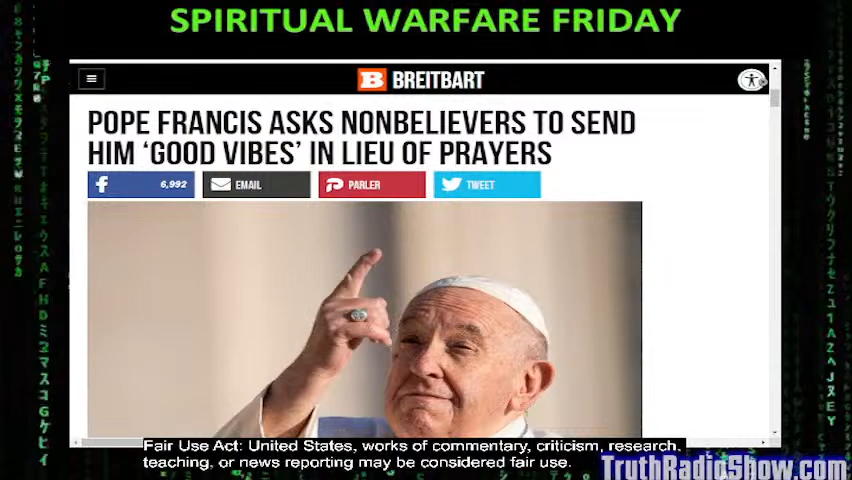 SPIRITUAL WARFARE FRIDAY
B BREITBART
POPE FRANCIS ASKS NONBELIEVERS TO SEND
HIM ‘GOOD VIBES’ IN LIEU OF PRAYERS
6,992 EMAIL PARLER TWEET
Fair Use Act: United States, works of commentary, criticism, research,
teaching, or news reporting may be considered fair use.
TruthRadioShow.com